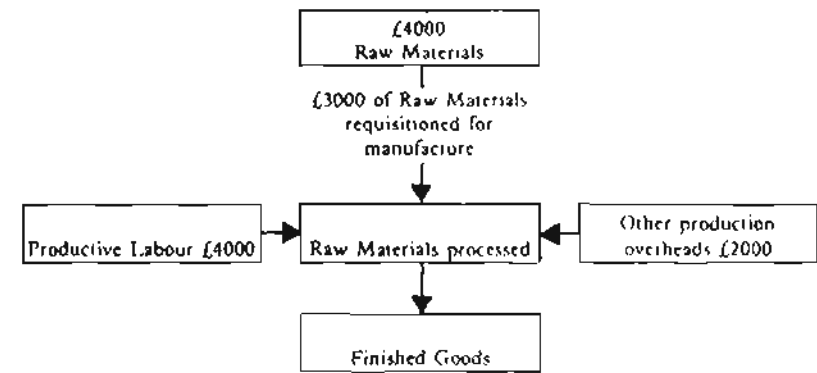 £4000
Raw Materials
£3000 of Raw Materials
requisitioned for
manufacture
Productive Labour £4000
Raw Materials processed
Other production
overheads £2000
Finished Goods